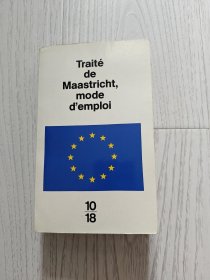 Traité
de
Maastricht,
mode
d'emploi
10
18